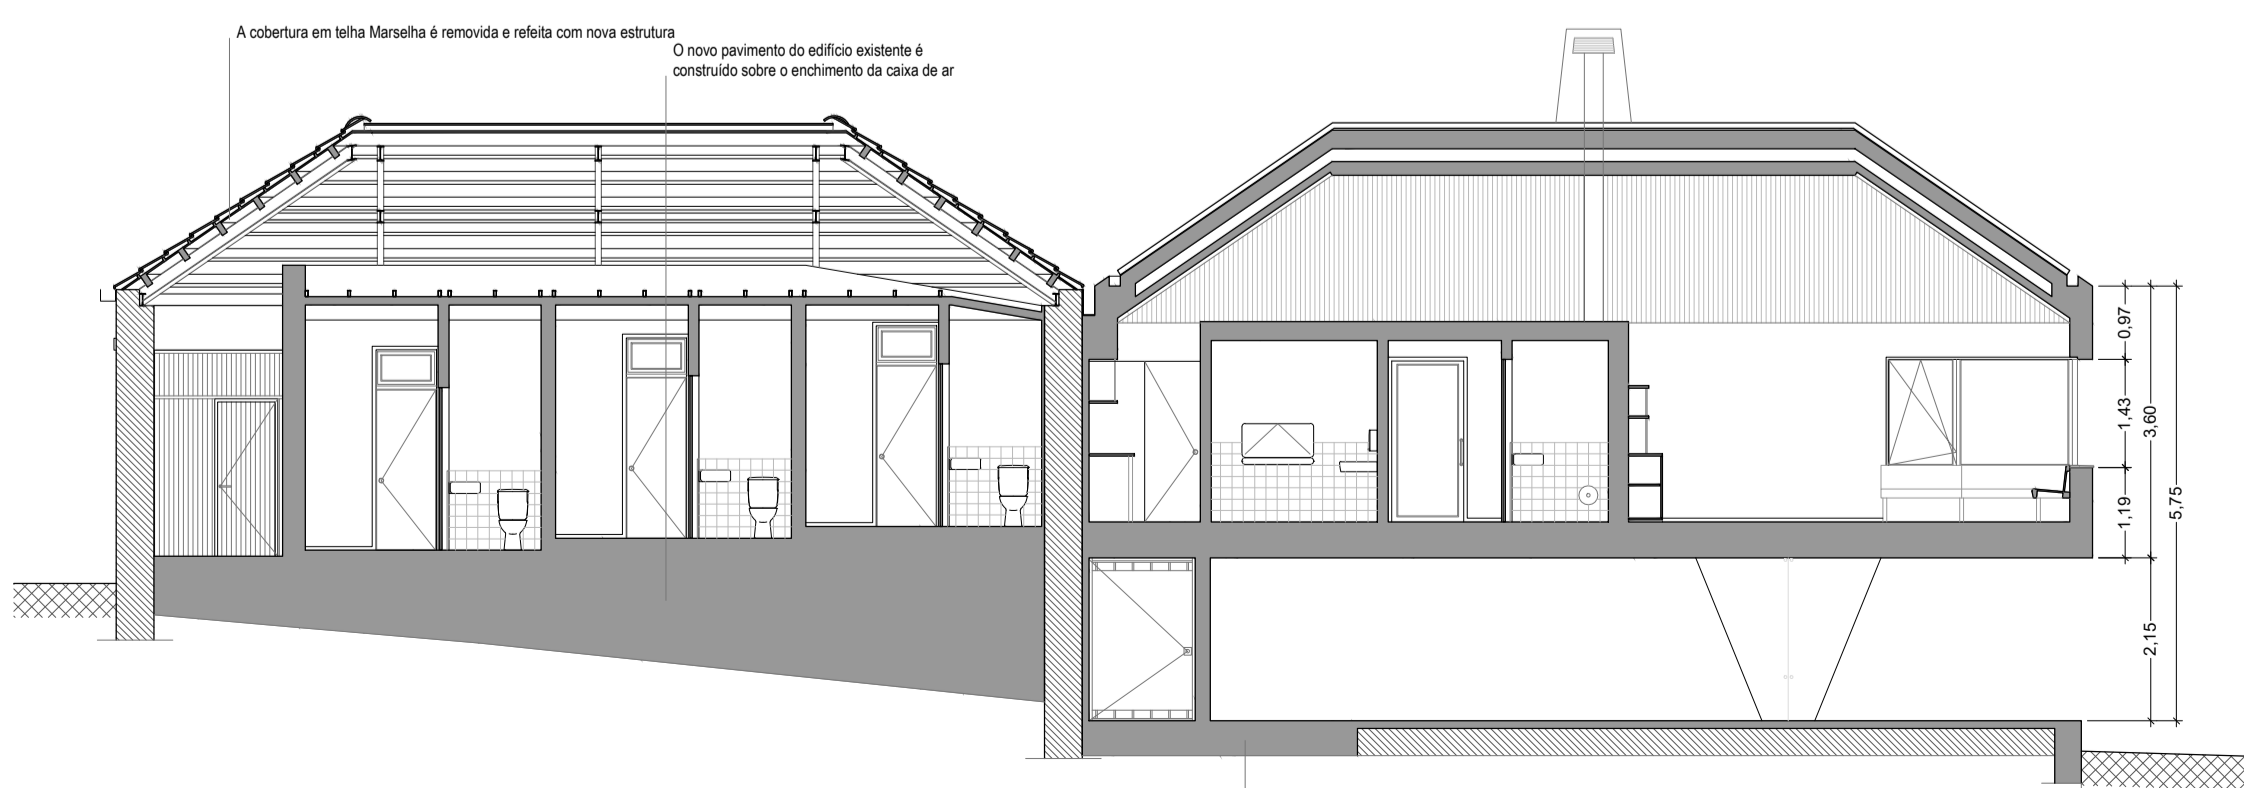 A cobertura em telha Marselha é removida e refeita com nova estrutura
O novo pavimento do edifício existente é
construído sobre o enchimento da caixa de ar
0,97
1,43
1,19
3,60
2,15
5,75